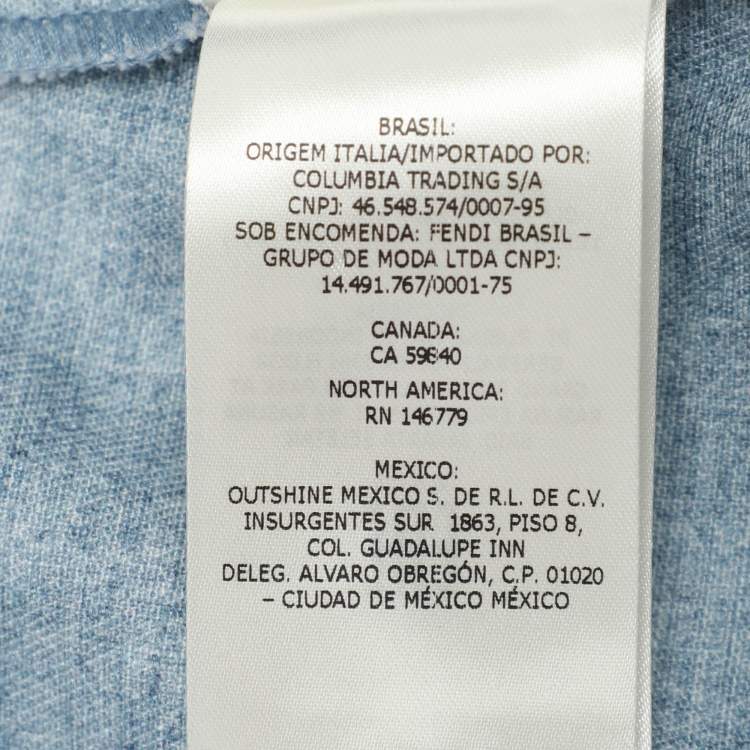 BRASIL:
ORIGEM ITALIA/IMPORTADO POR:
COLUMBIA TRADING S/A
CNPJ: 46.548.574/0007-95
SOB ENCOMENDA: FENDI BRASIL –
GRUPO DE MODA LTDA CNPJ:
14.491.767/0001-75
CANADA:
CA 59640
NORTH AMERICA:
RN 146779
MEXICO:
OUTSHINE MEXICO S. DE R.L. DE C.V.
INSURGENTES SUR 1863, PISO 8,
COL. GUADALUPE INN
DELEG. ALVARO OBREGÓN, C.P. 01020
– CIUDAD DE MÉXICO MÉXICO